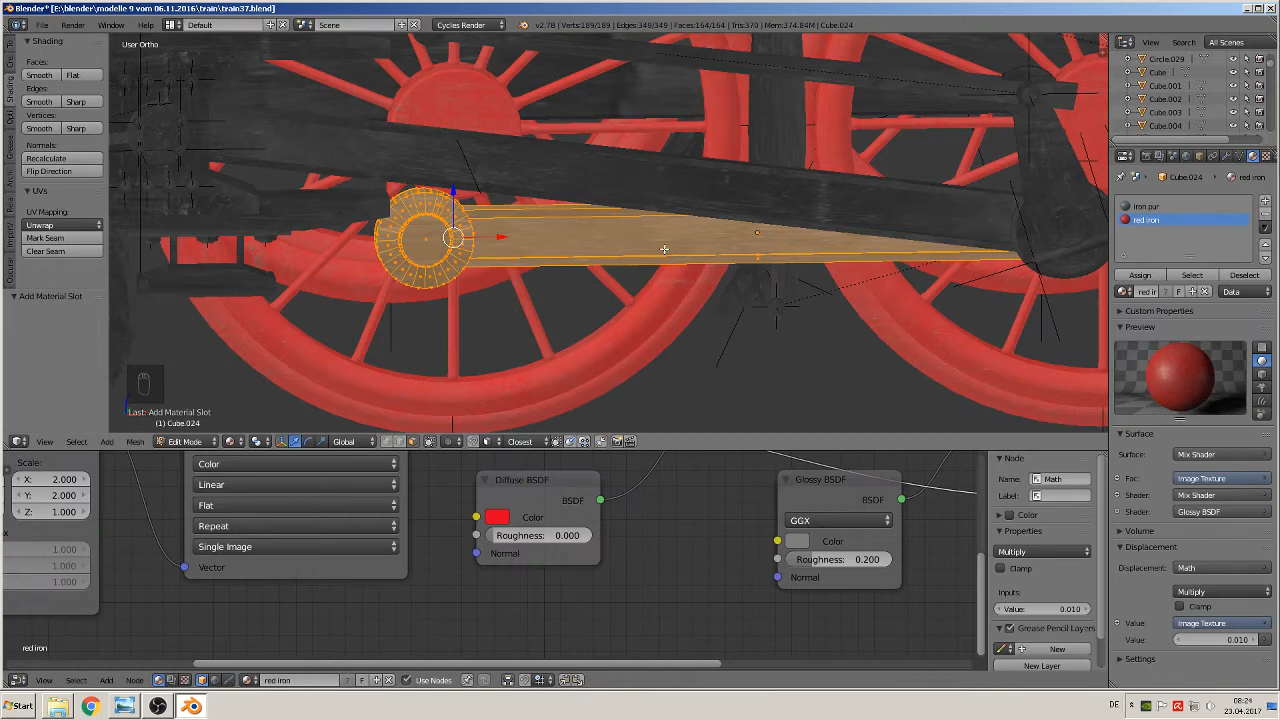 Blender* [E:\blender\modelle 9 vom 06.11.2016\train\train37.blend]
File Render Window Help Default Scene Cycles Render v2.78 | Verts:189/189 | Edges:349/349 | Faces:164/164 | Tris:370 | Mem:374.84M | Cube.024
Shading
Faces:
Smooth Flat
Edges:
Smooth Sharp
Vertices:
Smooth Sharp
Normals:
Recalculate
Flip Direction
UVs
UV Mapping:
Unwrap
Mark Seam
Clear Seam
Add Material Slot
User Ortho
Last: Add Material Slot
(1) Cube.024
View Search All Scenes
Circle.029
Cube
Cube.001
Cube.002
Cube.003
Cube.004
Cube.024 red iron
iron pur
red iron
Assign Select Deselect
red ir 7 F Data
Custom Properties
Preview
Surface
Surface: Mix Shader
Fac: Image Texture
Shader: Mix Shader
Shader: Glossy BSDF
Volume
Displacement
Displacement: Math
Multiply
Clamp
Value: Image Texture
Value: 0.010
Settings
View Select Add Mesh Edit Mode Global Closest
Scale:
X: 2.000
Y: 2.000
Z: 1.000
1.000
1.000
1.000
Color
Linear
Flat
Repeat
Single Image
Vector
Diffuse BSDF
BSDF
Color
Roughness: 0.000
Normal
Glossy BSDF
BSDF
GGX
Color
Roughness: 0.200
Normal
Node
Name: Math
Label:
Color
Properties
Multiply
Clamp
Inputs:
Value: 0.010
Grease Pencil Layers
New
New Layer
red iron
View Select Add Node red iron 7 F Use Nodes
Start DE 08:24
23.04.2017